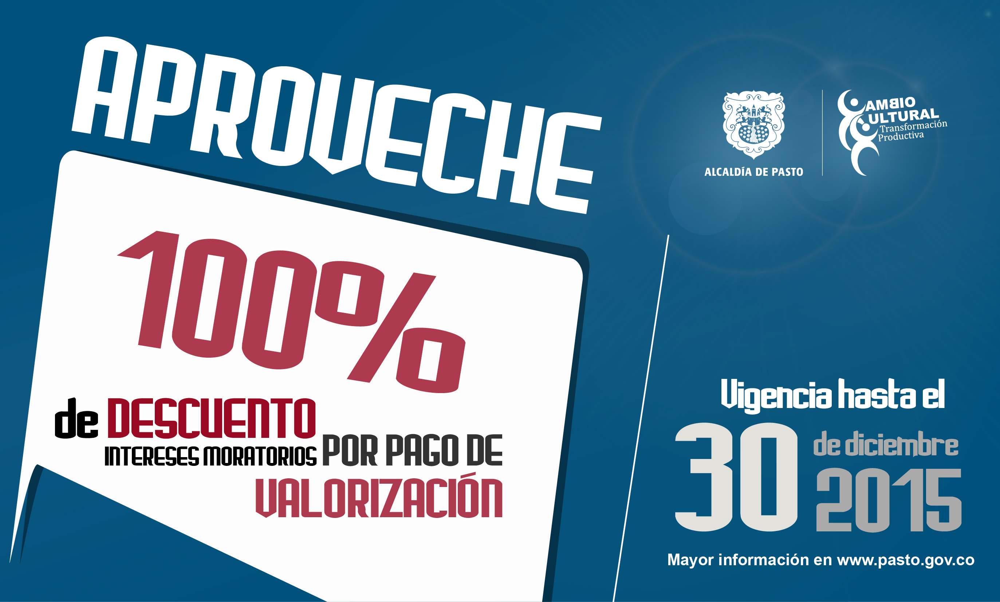 APROVECHE
100%
de DESCUENTO
INTERESES MORATORIOS POR PAGO DE
VALORIZACIÓN
ALCALDÍA DE PASTO
CAMBIO
CULTURAL
Transformación
Productiva
Vigencia hasta el
30 de diciembre
2015
Mayor información en www.pasto.gov.co